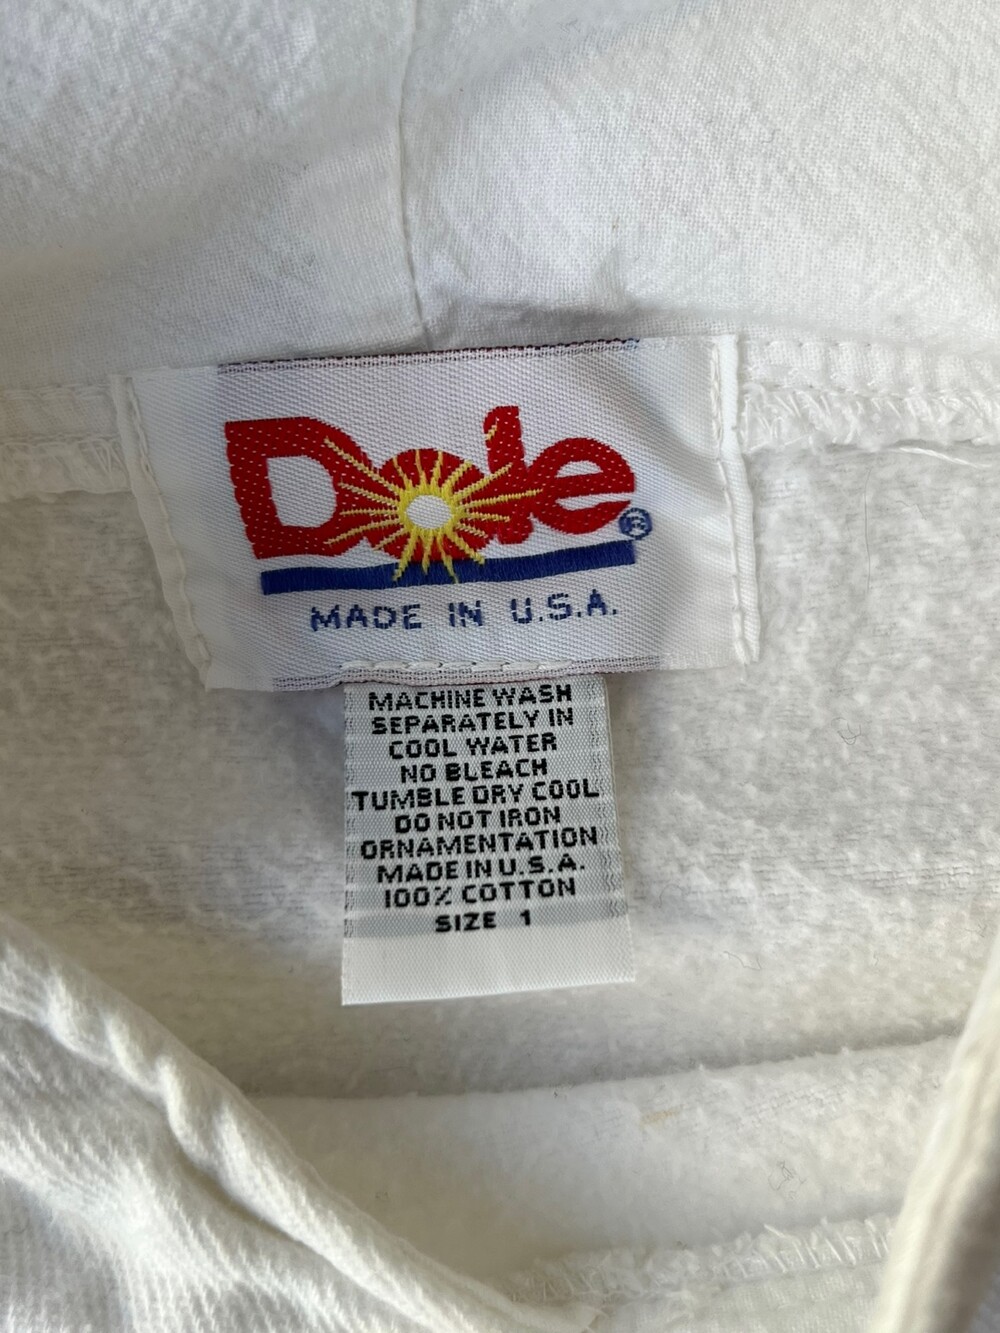 Dole®
MADE IN U.S.A.
MACHINE WASH
SEPARATELY IN
COOL WATER
NO BLEACH
TUMBLE DRY COOL
DO NOT IRON
ORNAMENTATION
MADE IN U.S.A.
100% COTTON
SIZE 1